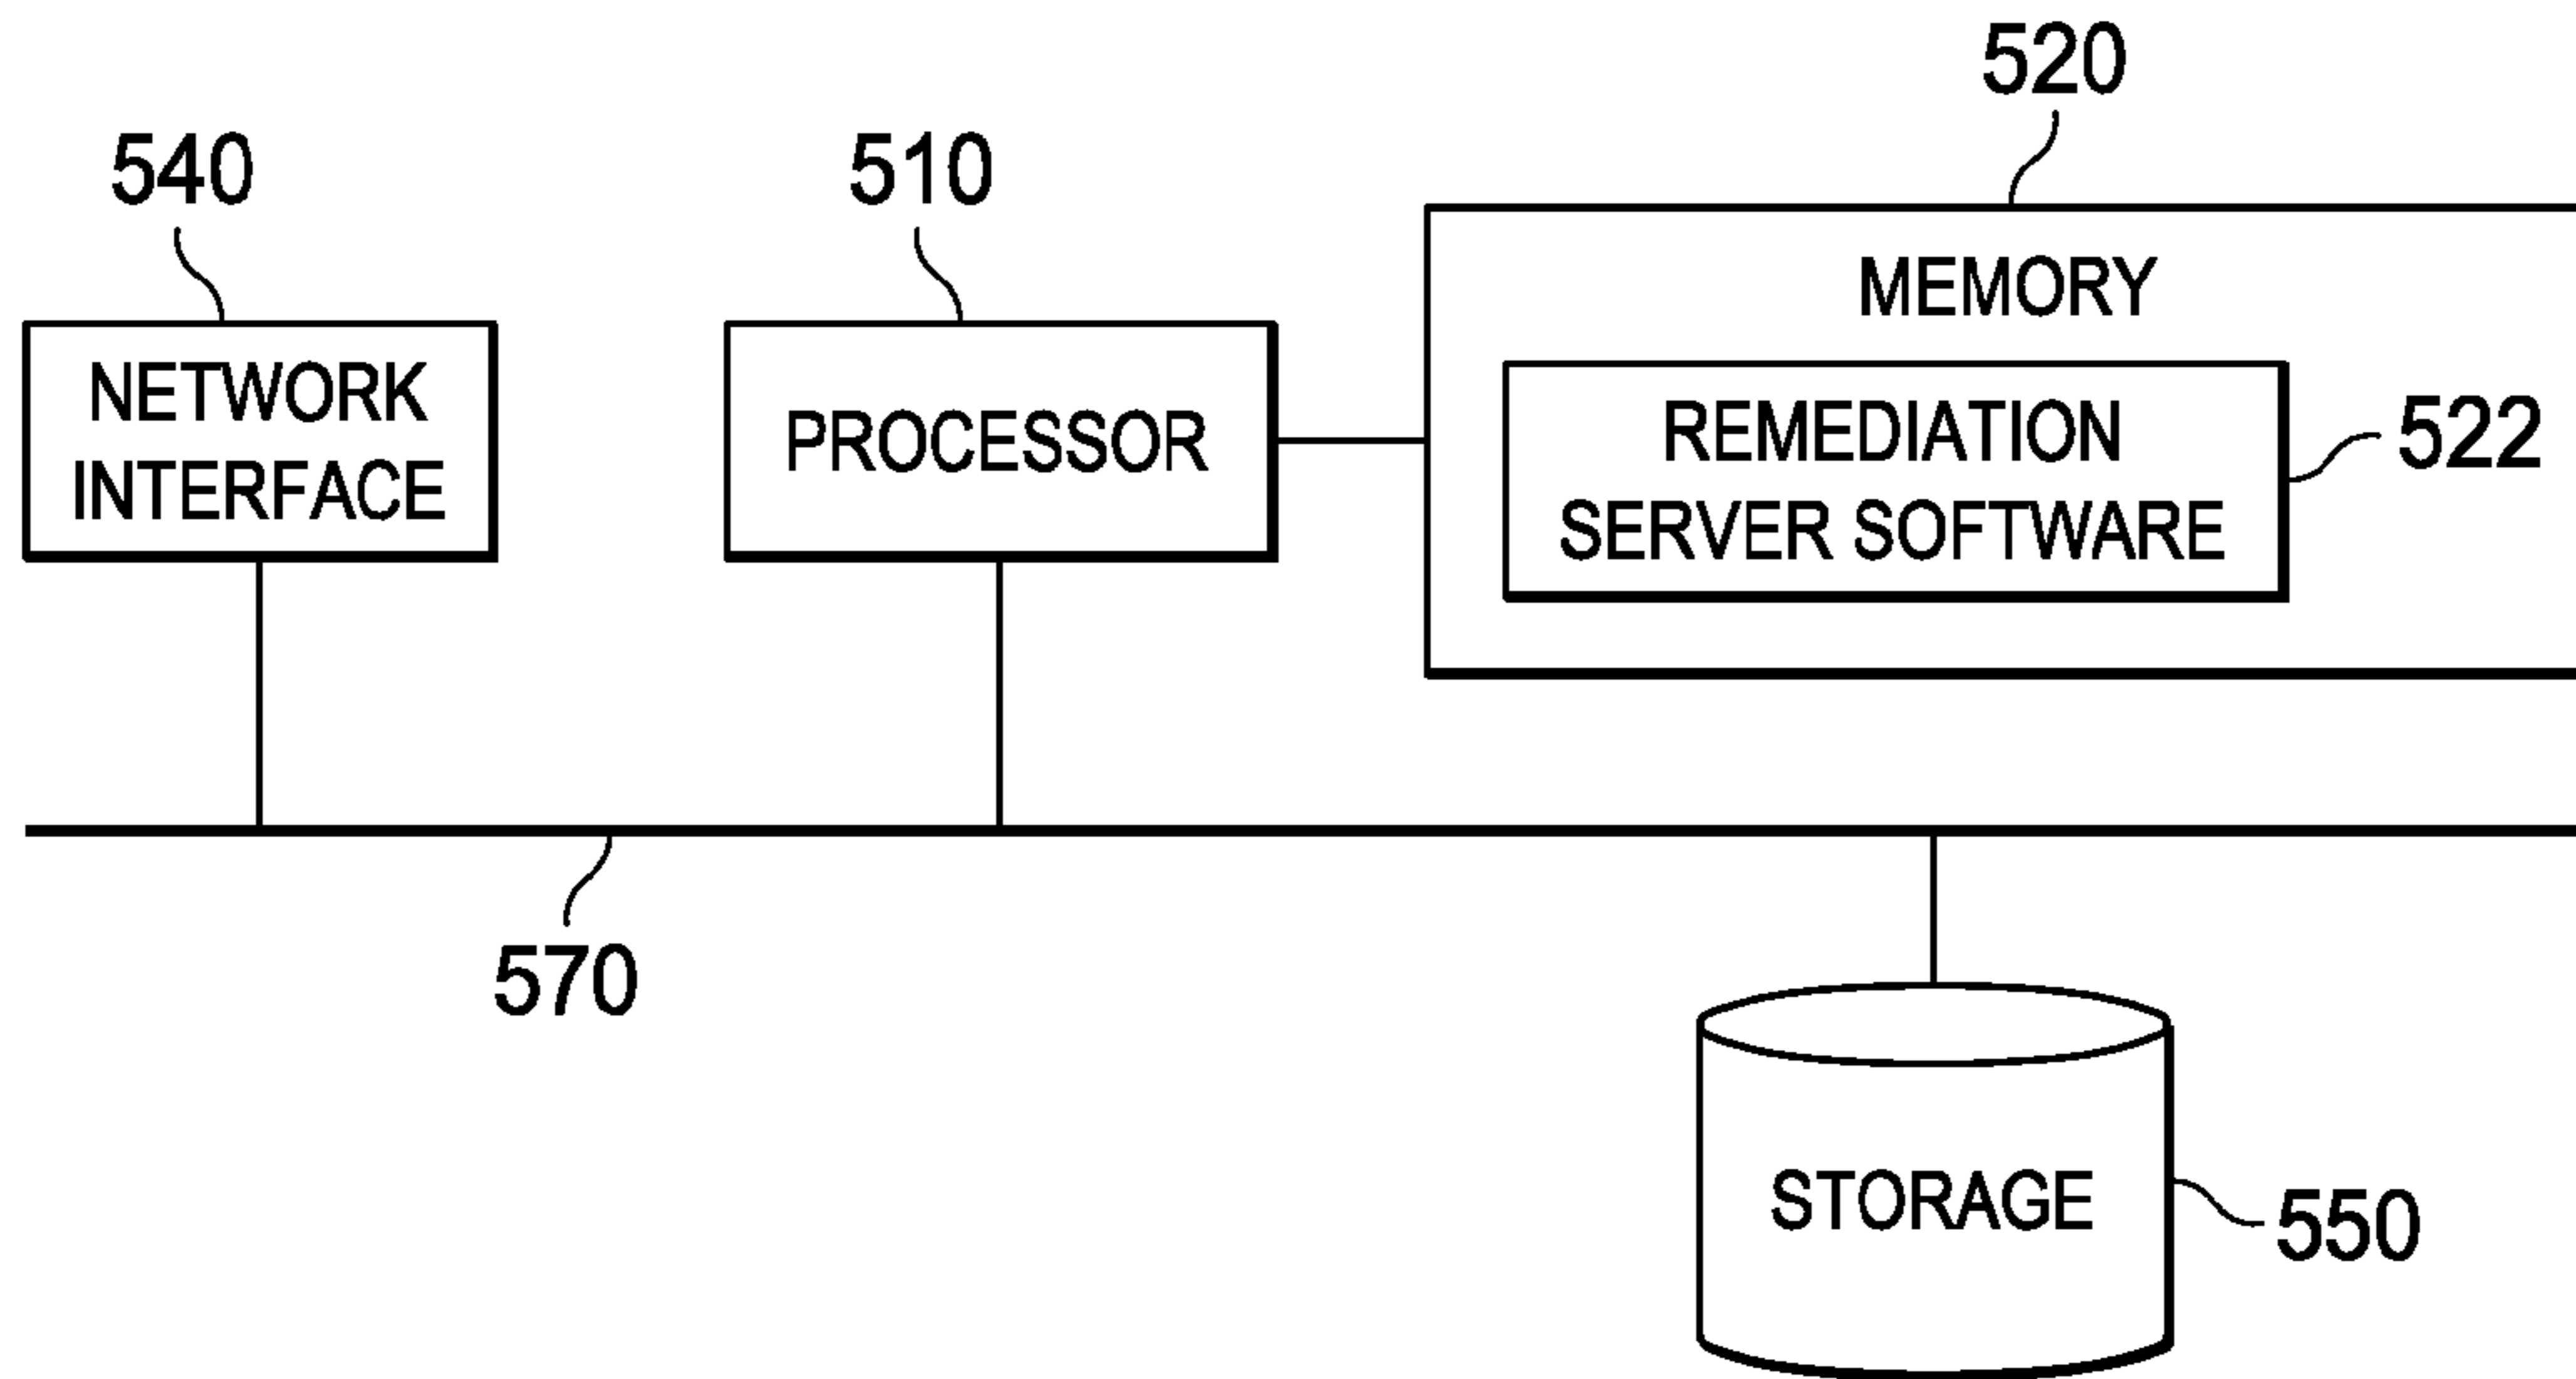 520
540
510
MEMORY
NETWORK
INTERFACE
PROCESSOR
REMEDIATION
SERVER SOFTWARE
522
570
STORAGE
550